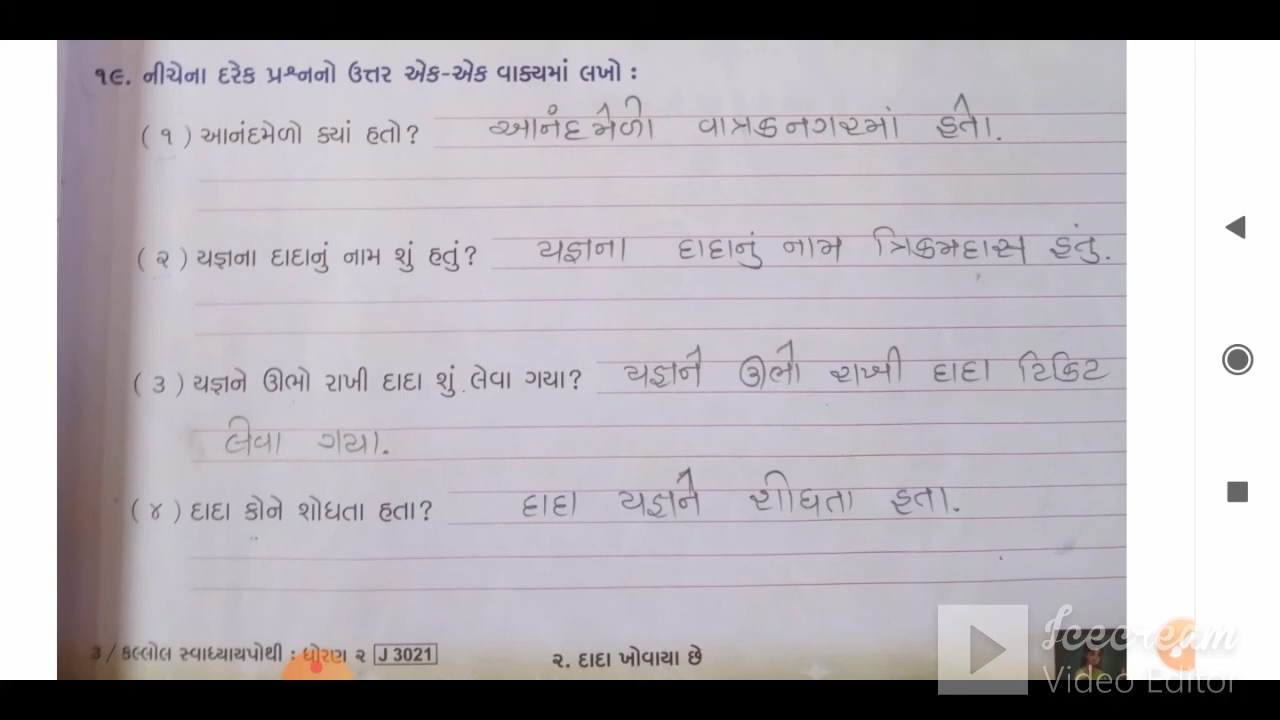 ૧૯. નીચેના દરેક પ્રશ્નનો ઉત્તર એક-એક વાક્યમાં લખો :
(૧) આનંદમેળો ક્યાં હતો? આનંદમેળો વાત્રકનગરમાં હતો.
(૨) યજ્ઞના દાદાનું નામ શું હતું? યજ્ઞના દાદાનું નામ ત્રિકમદાસ હતું.
(૩) યજ્ઞને ઊભો રાખી દાદા શું લેવા ગયા? યજ્ઞને ઊભો રાખી દાદા ટિકિટ
લેવા ગયા.
(૪) દાદા કોને શોધતા હતા? દાદા યજ્ઞને શોધતા હતા.
3 / કલ્લોલ સ્વાધ્યાયપોથી : ધોરણ ૨ J 3021
૨. દાદા ખોવાયા છે
Icecream
Video Editor